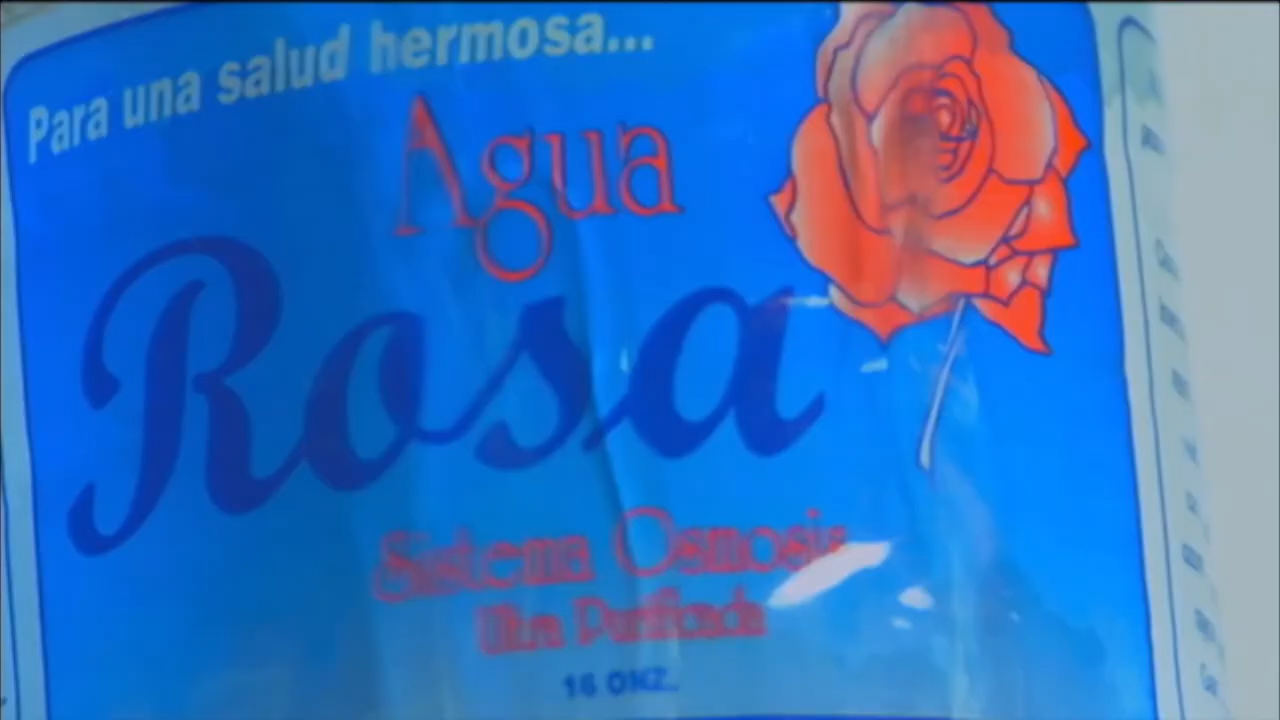 Para una salud hermosa...
Agua
Rosa
Sistema Osmosis
Ultra Purificada
16 ONZ.